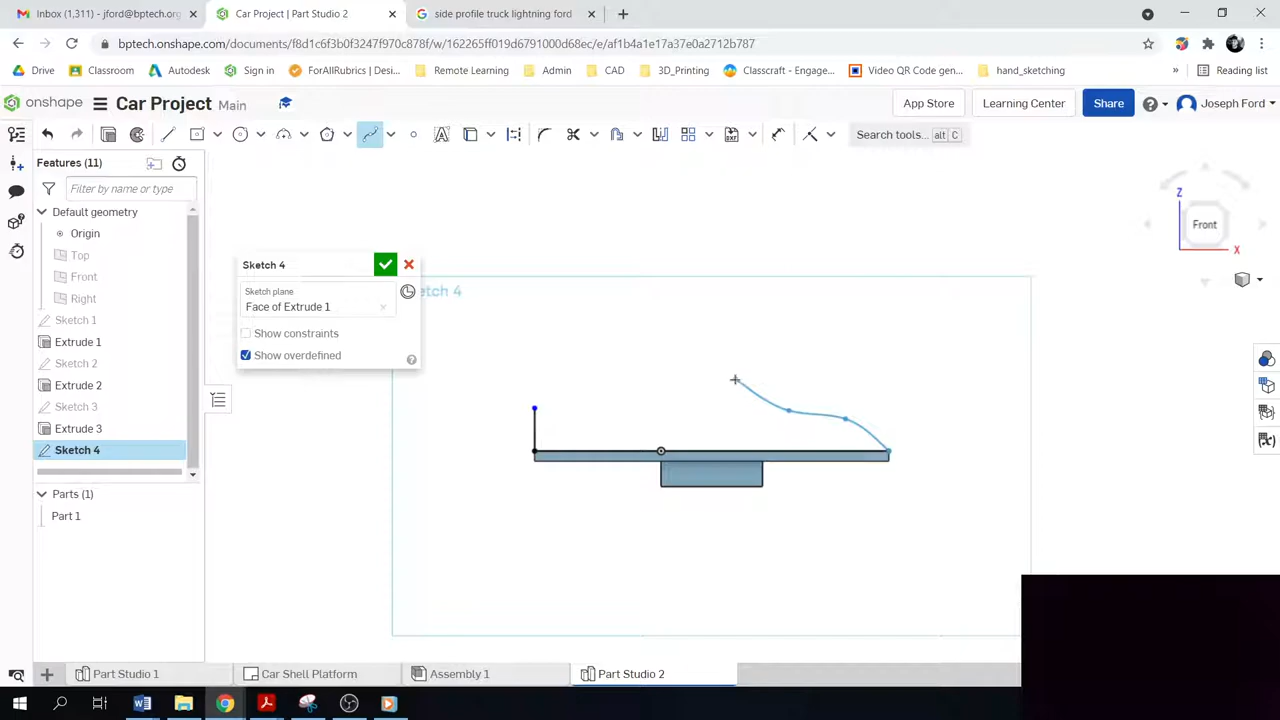 Inbox (1,311) - jford@bptech.org
Car Project | Part Studio 2
side profile truck lightning ford
bptech.onshape.com/documents/f8d1c6f3b0f3247f970c878f/w/162265ff019d6791000d68ec/e/af1b4a1e17a37e0a2712b787
Drive
Classroom
Autodesk
Sign in
ForAllRubrics | Desi...
Remote Learning
Admin
CAD
3D_Printing
Classcraft - Engage...
Video QR Code gen...
hand_sketching
»
Reading list
onshape
Car Project
Main
App Store
Learning Center
Share
Joseph Ford
Search tools... alt C
Features (11)
Filter by name or type
Default geometry
Origin
Top
Front
Right
Sketch 1
Extrude 1
Sketch 2
Extrude 2
Sketch 3
Extrude 3
Sketch 4
Parts (1)
Part 1
Sketch 4
Sketch plane
Face of Extrude 1
Show constraints
Show overdefined
etch 4
Z
Front
X
Part Studio 1
Car Shell Platform
Assembly 1
Part Studio 2